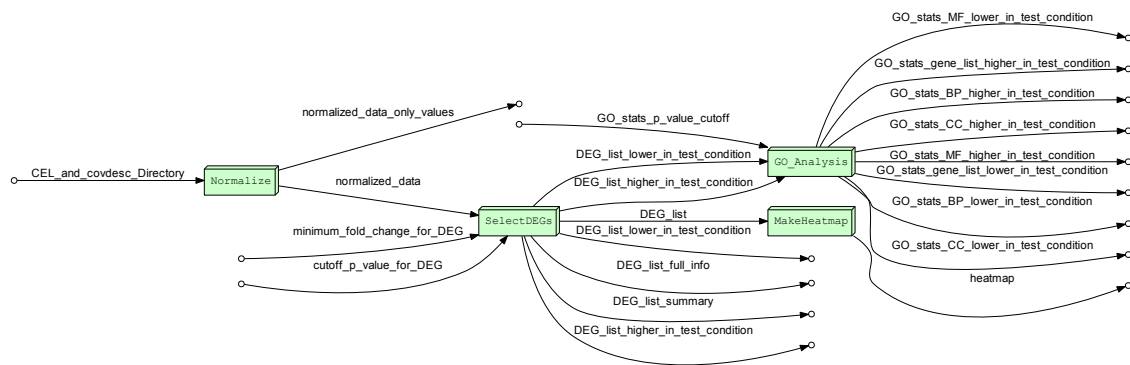 GO_stats_MF_lower_in_test_condition
GO_stats_gene_list_higher_in_test_condition
GO_stats_BP_higher_in_test_condition
normalized_data_only_values
GO_stats_p_value_cutoff
GO_stats_CC_higher_in_test_condition
DEG_list_lower_in_test_condition
GO_Analysis
GO_stats_MF_higher_in_test_condition
CEL_and_covdesc_Directory
Normalize
normalized_data
DEG_list_higher_in_test_condition
GO_stats_gene_list_lower_in_test_condition
GO_stats_BP_lower_in_test_condition
SelectDEGs
DEG_list
MakeHeatmap
minimum_fold_change_for_DEG
DEG_list_lower_in_test_condition
GO_stats_CC_lower_in_test_condition
cutoff_p_value_for_DEG
DEG_list_full_info
heatmap
DEG_list_summary
DEG_list_higher_in_test_condition